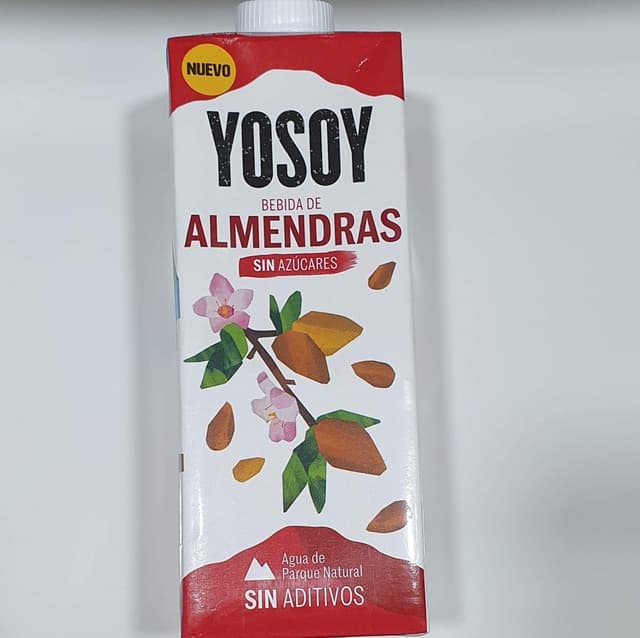 NUEVO
YOSOY
BEBIDA DE
ALMENDRAS
SIN AZÚCARES
Agua de
Parque Natural
SIN ADITIVOS